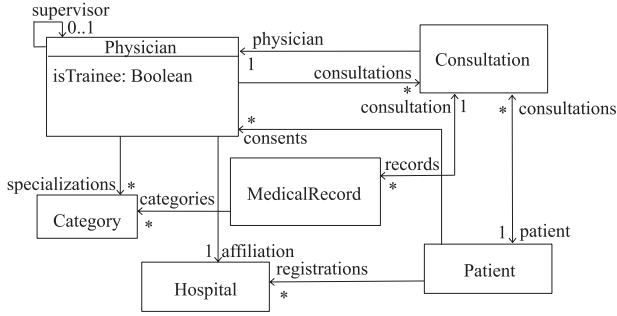 supervisor
0..1
Physician
isTrainee: Boolean
physician
1
consultations
*
Consultation
consultation 1
* consultations
*
consents
records
*
MedicalRecord
specializations *
categories
*
Category
1 affiliation
1 patient
registrations
*
Hospital
Patient